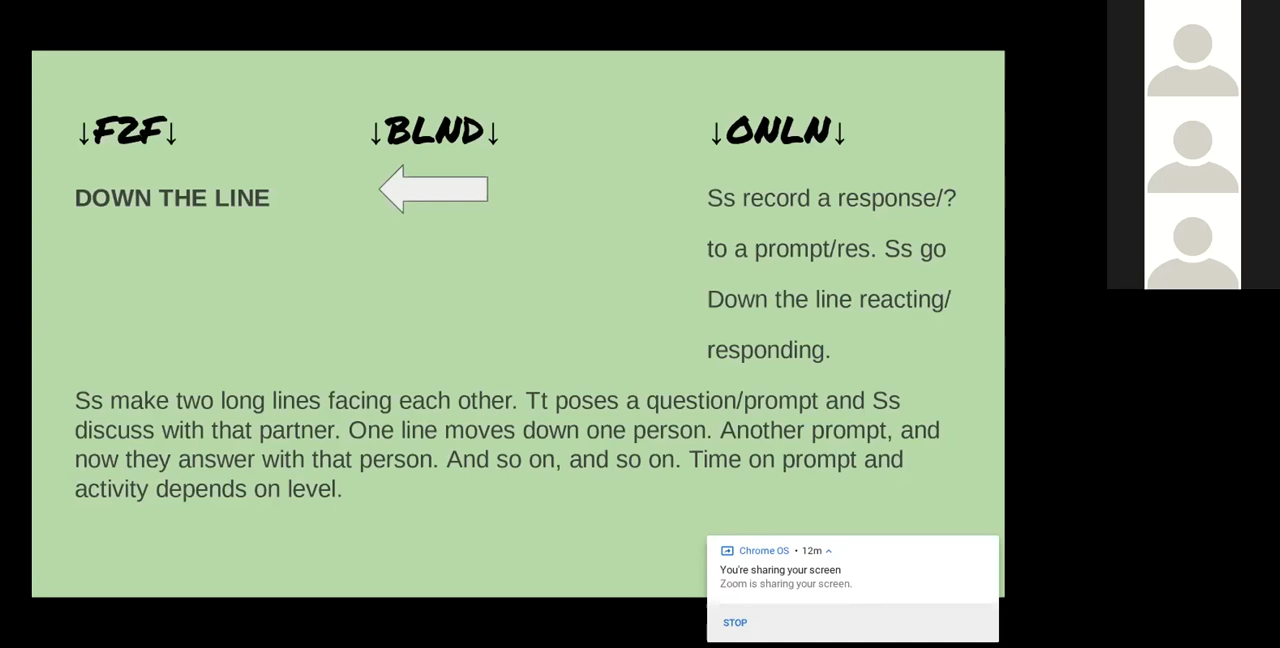 ↓F2F↓
↓BLND↓
↓ONLN↓
DOWN THE LINE
Ss record a response/?
to a prompt/res. Ss go
Down the line reacting/
responding.
Ss make two long lines facing each other. Tt poses a question/prompt and Ss
discuss with that partner. One line moves down one person. Another prompt, and
now they answer with that person. And so on, and so on. Time on prompt and
activity depends on level.
Chrome OS • 12m
You're sharing your screen
Zoom is sharing your screen.
STOP